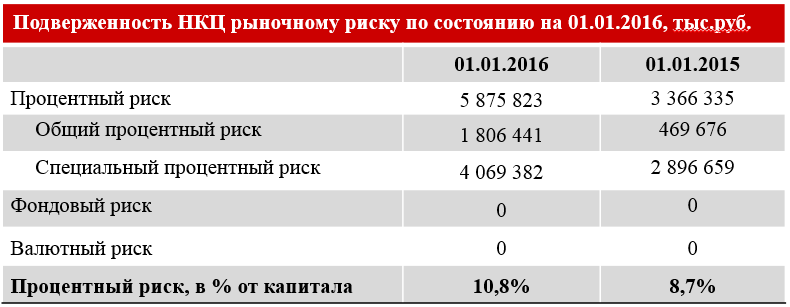 Подверженность НКЦ рыночному риску по состоянию на 01.01.2016, тыс.руб.
01.01.2016 01.01.2015
Процентный риск 5 875 823 3 366 335
Общий процентный риск 1 806 441 469 676
Специальный процентный риск 4 069 382 2 896 659
Фондовый риск 0 0
Валютный риск 0 0
Процентный риск, в % от капитала 10,8% 8,7%